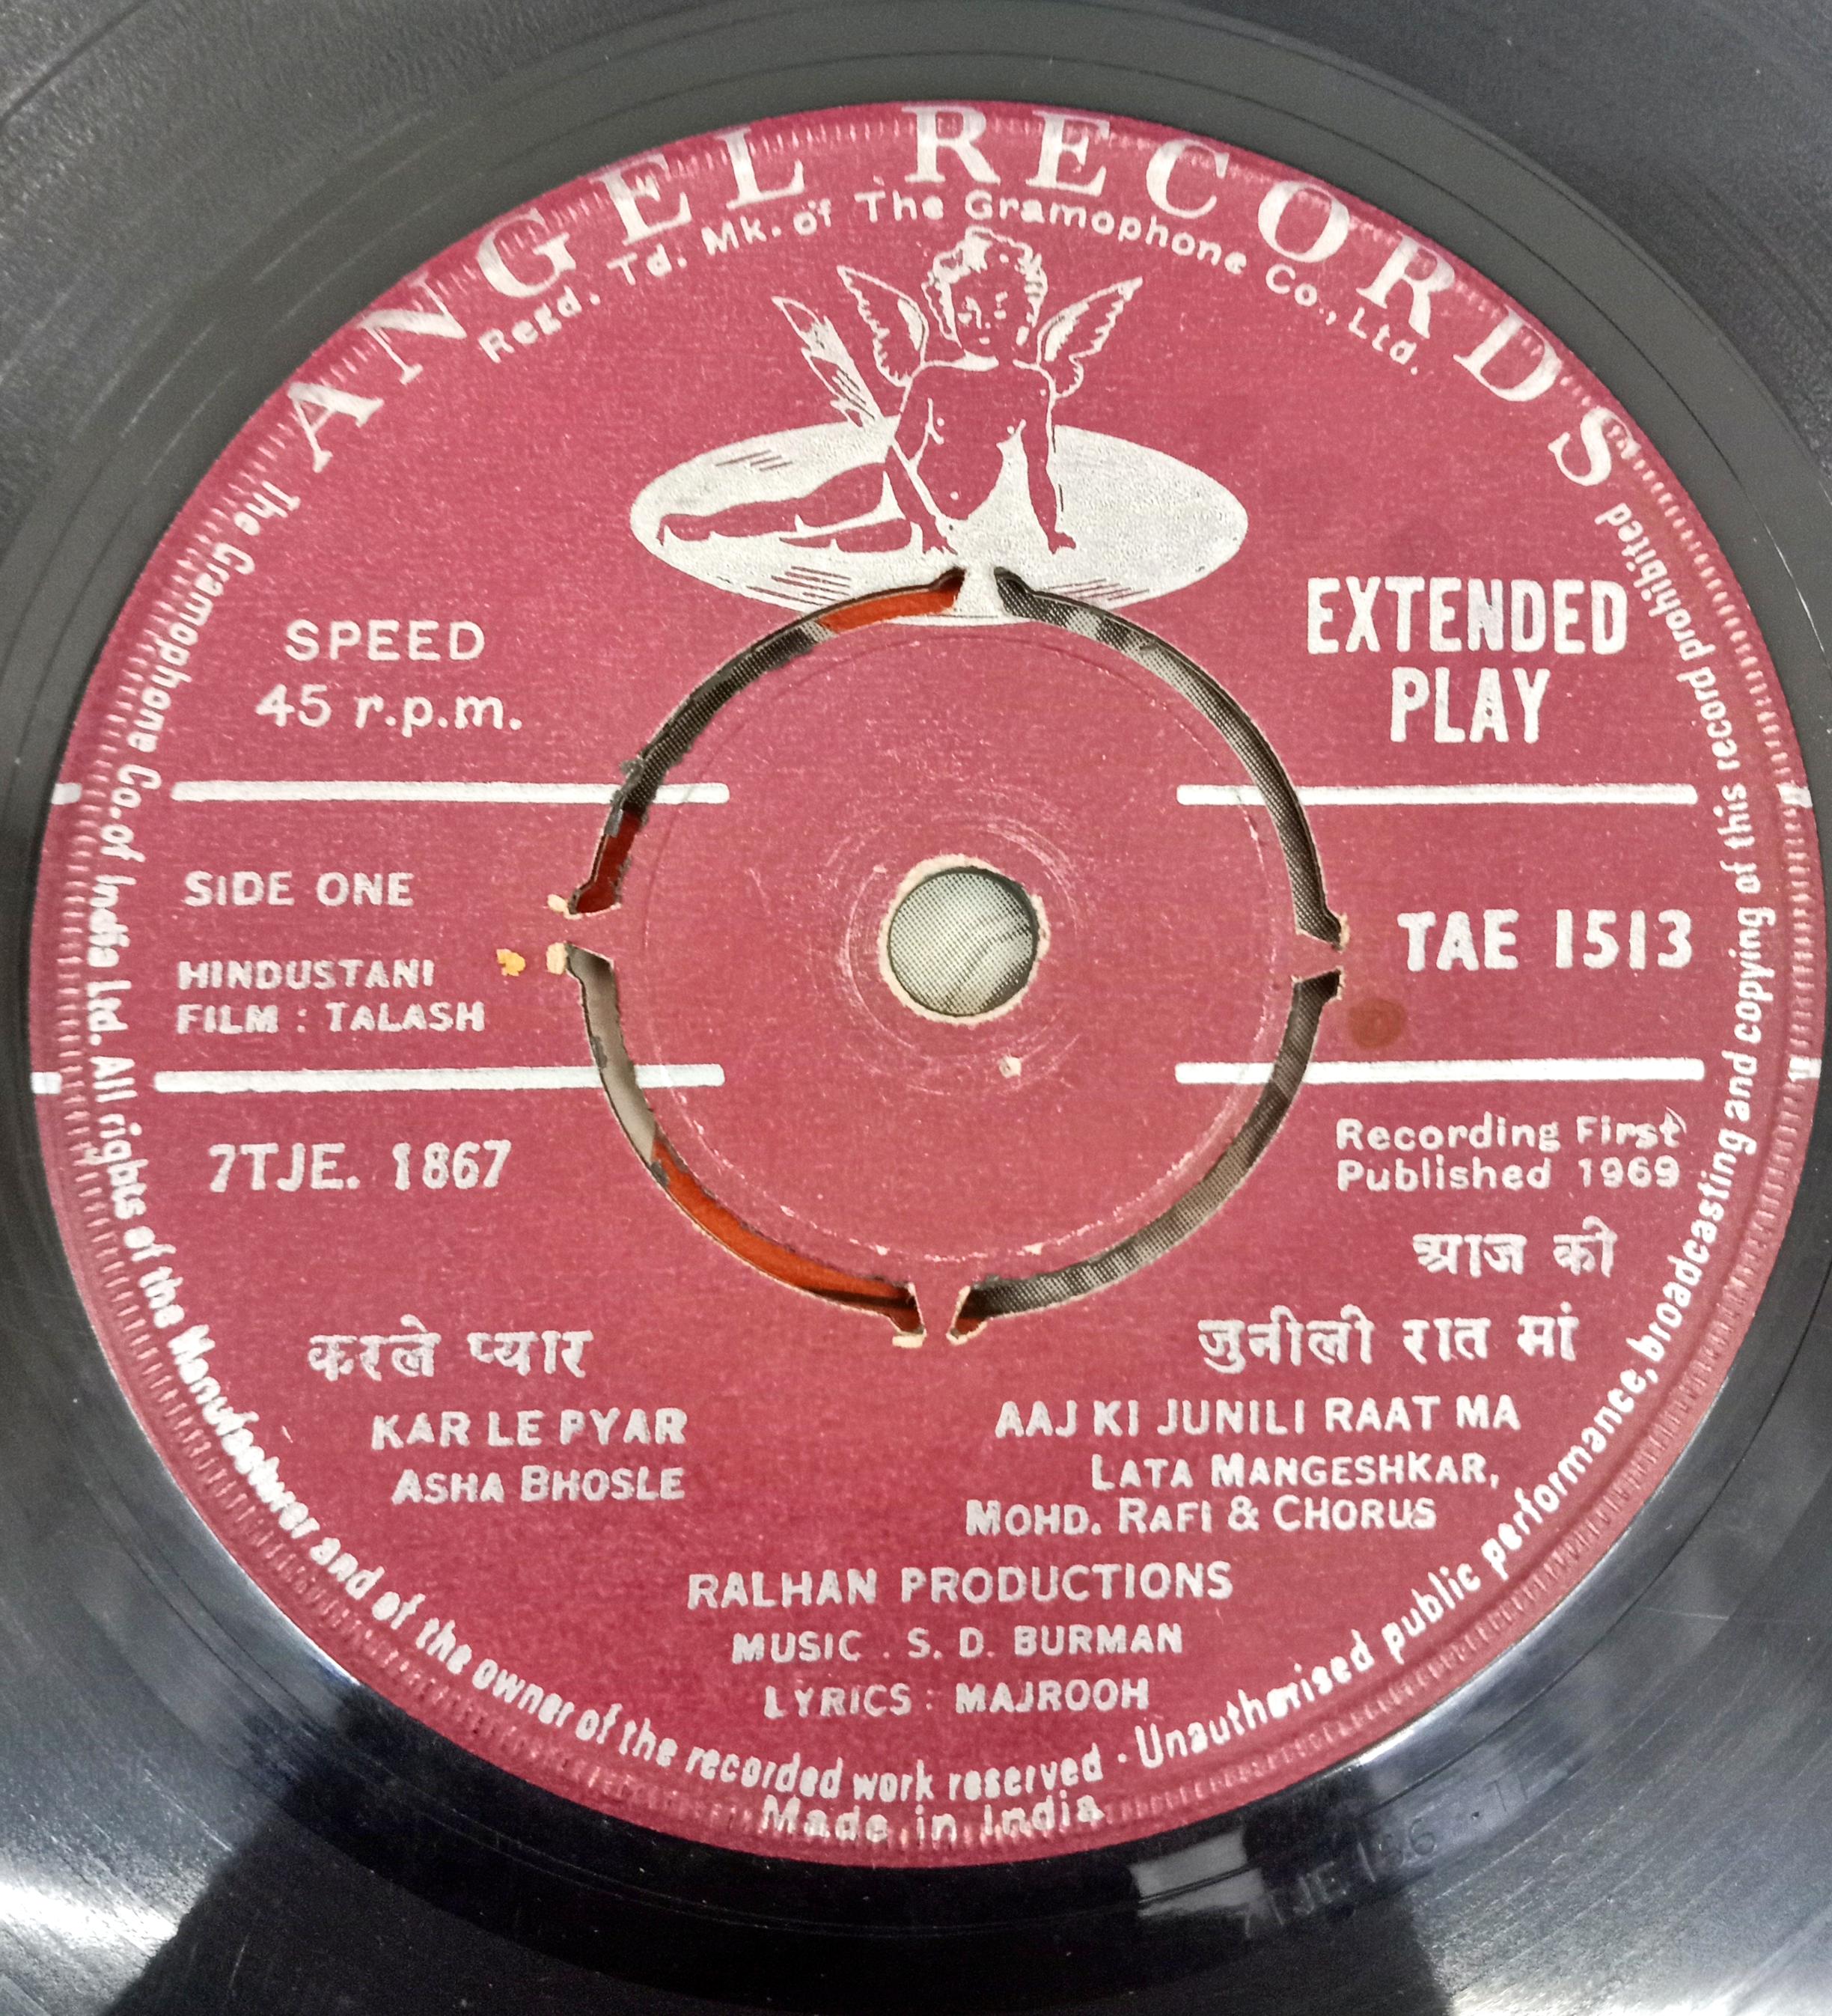 ANGEL RECORDS
Regd. Td. Mk. of The Gramophone Co., Ltd.
SPEED
45 r.p.m.
EXTENDED
PLAY
SIDE ONE
HINDUSTANI
FILM : TALASH
TAE 1513
7TJE. 1867
Recording First
Published 1969
करले प्यार
KAR LE PYAR
ASHA BHOSLE
आज की
जुनीली रात मां
AAJ KI JUNILI RAAT MA
LATA MANGESHKAR,
MOHD. RAFI & CHORUS
RALHAN PRODUCTIONS
MUSIC . S. D. BURMAN
LYRICS : MAJROOH
The Gramophone Co. of India Ltd. All rights of the Manufacturer and of the owner of the recorded work reserved · Unauthorised public performance, broadcasting and copying of this record prohibited
Made in India